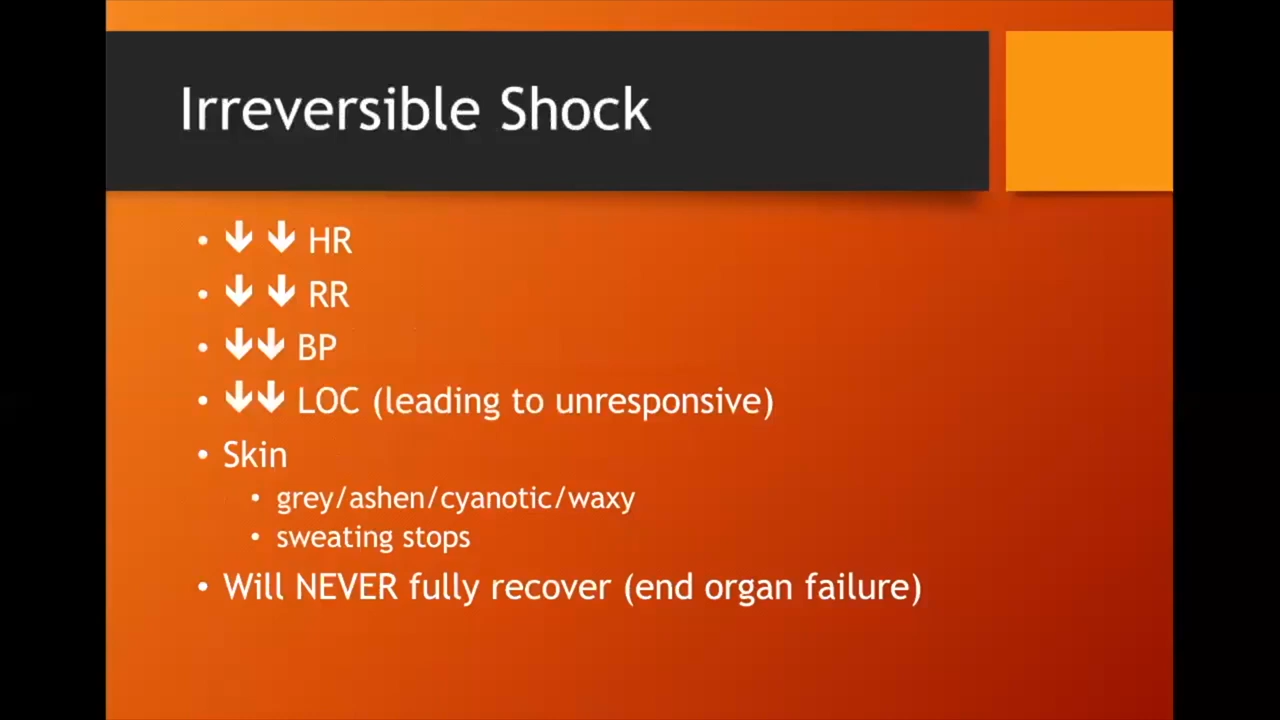 Irreversible Shock
• 🡻 🡻 HR
• 🡻 🡻 RR
• 🡻🡻 BP
• 🡻🡻 LOC (leading to unresponsive)
• Skin
• grey/ashen/cyanotic/waxy
• sweating stops
• Will NEVER fully recover (end organ failure)